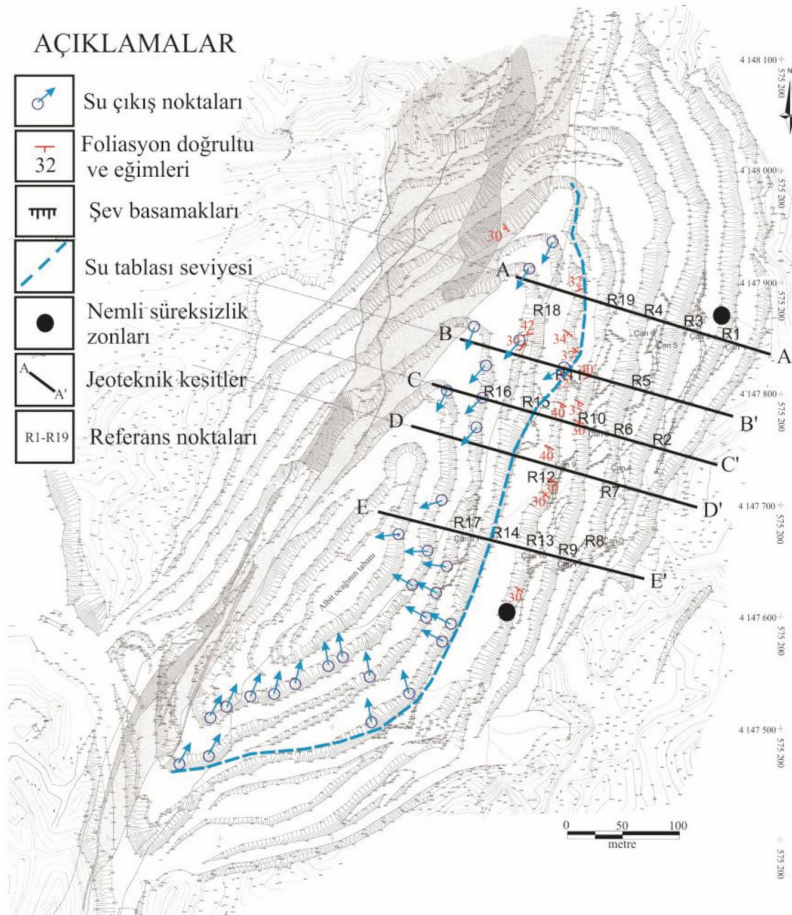 AÇIKLAMALAR
Su çıkış noktaları
32
Foliasyon doğrultu
ve eğimleri
Şev basamakları
Su tablası seviyesi
Nemli süreksizlik
zonları
A
A'
Jeoteknik kesitler
R1-R19
Referans noktaları
4 148 100
575 200
N
4 148 000
575 200
4 147 900
575 200
4 147 800
575 200
4 147 700
575 200
4 147 600
575 200
4 147 500
575 200
575 200
30
A
32
R19
R4
R3
R1
R18
A
42
30
34
B
R5
B'
C
R16
R15
40
R10
R6
R2
C'
D
40
R12
R7
D'
30
E
R17
R14
R13
R9
R8
E'
Albit ocağının tabanı
30
0
50
100
metre